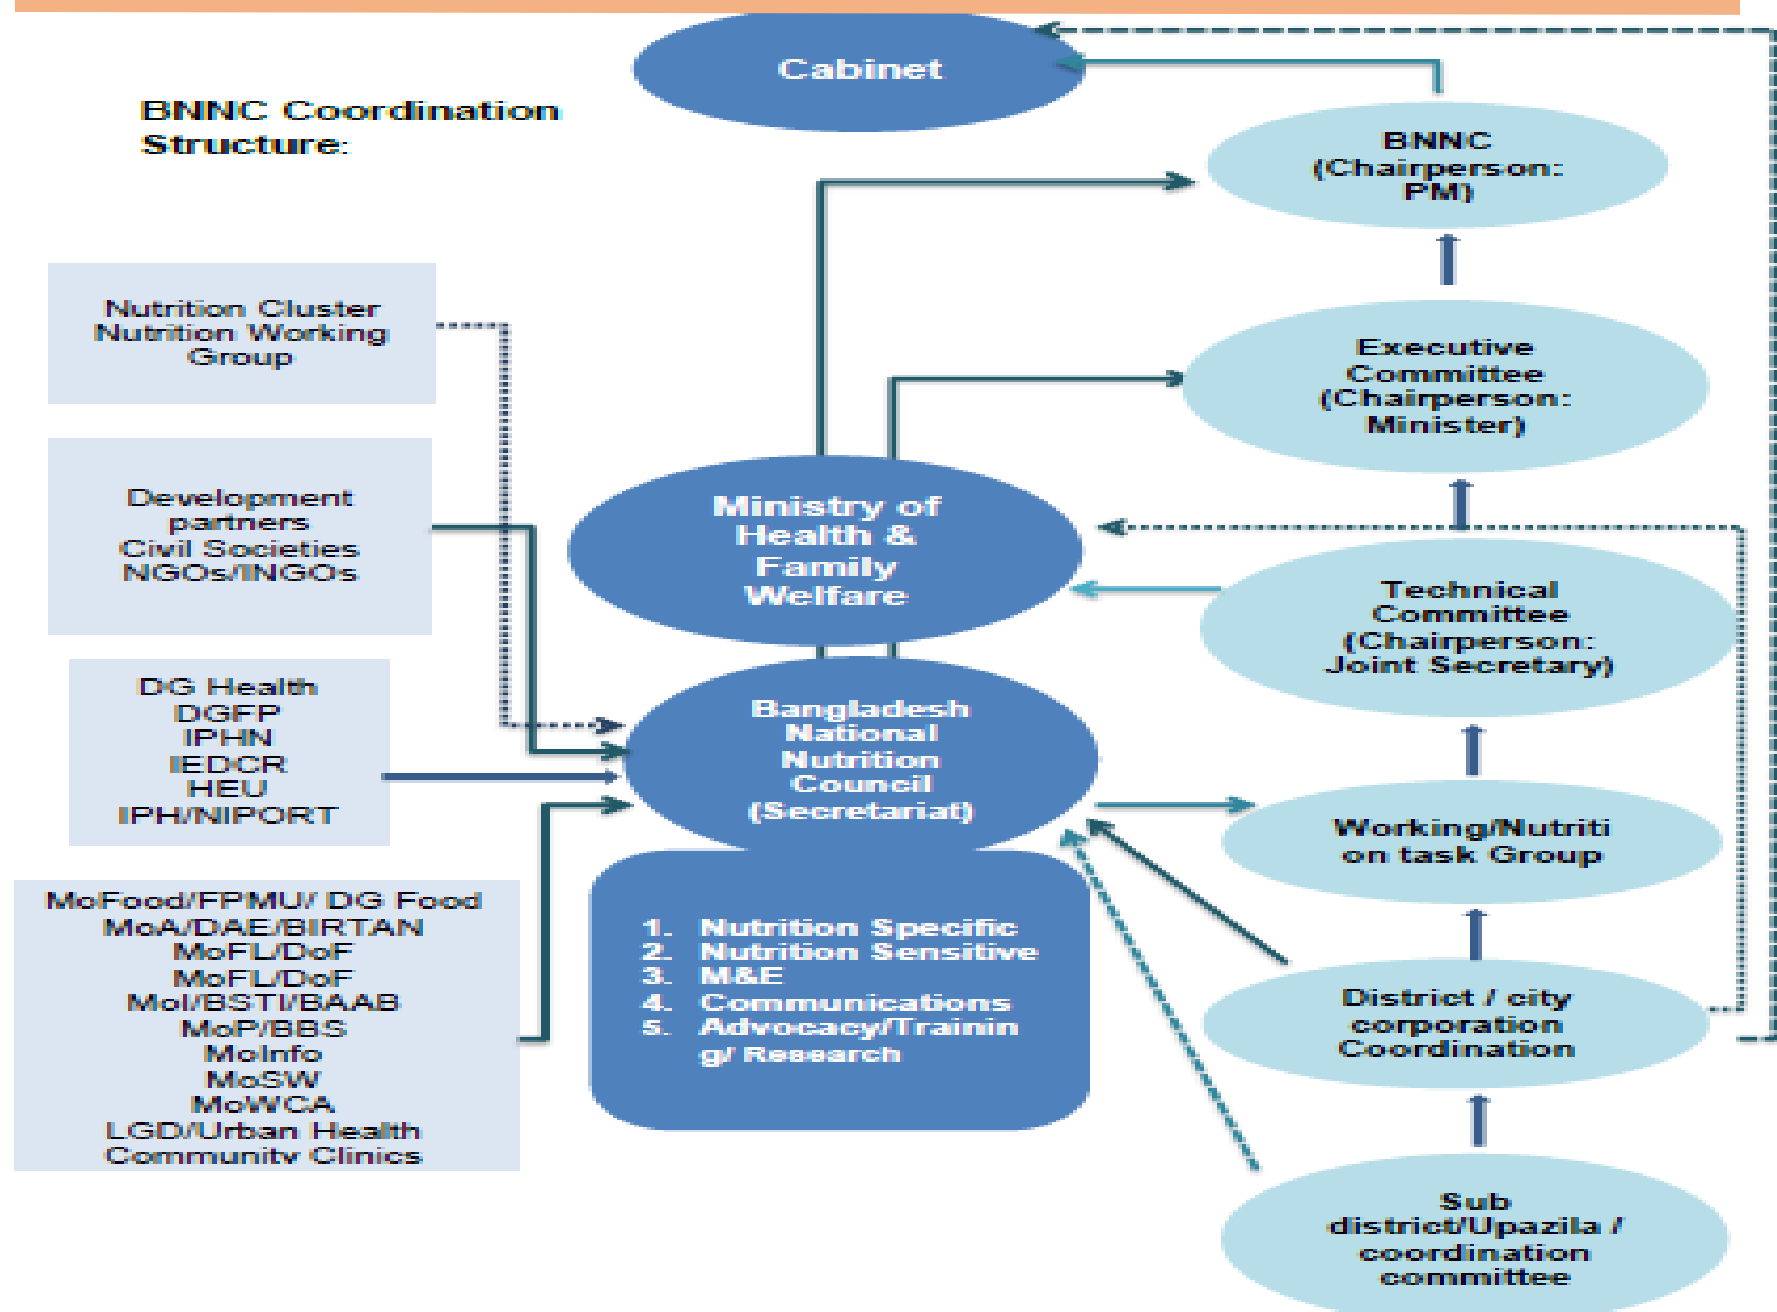 Cabinet
BNNC Coordination
Structure:
BNNC
(Chairperson:
PM)
Nutrition Cluster
Nutrition Working
Group
Executive
Committee
(Chairperson:
Minister)
Development
partners
Civil Societies
NGOs/INGOs
Ministry of
Health &
Family
Welfare
Technical
Committee
(Chairperson:
Joint Secretary)
DG Health
DGFP
IPHN
IEDCR
HEU
IPH/NIPORT
Bangladesh
National
Nutrition
Council
(Secretariat)
Working/Nutriti
on task Group
MoFood/FPMU/ DG Food
MoA/DAE/BIRTAN
MoFL/DoF
MoFL/DoF
MoI/BSTI/BAAB
MoP/BBS
MoInfo
MoSW
MoWCA
LGD/Urban Health
Community Clinics
1. Nutrition Specific
2. Nutrition Sensitive
3. M&E
4. Communications
5. Advocacy/Trainin
g/ Research
District / city
corporation
Coordination
Sub
district/Upazila /
coordination
committee